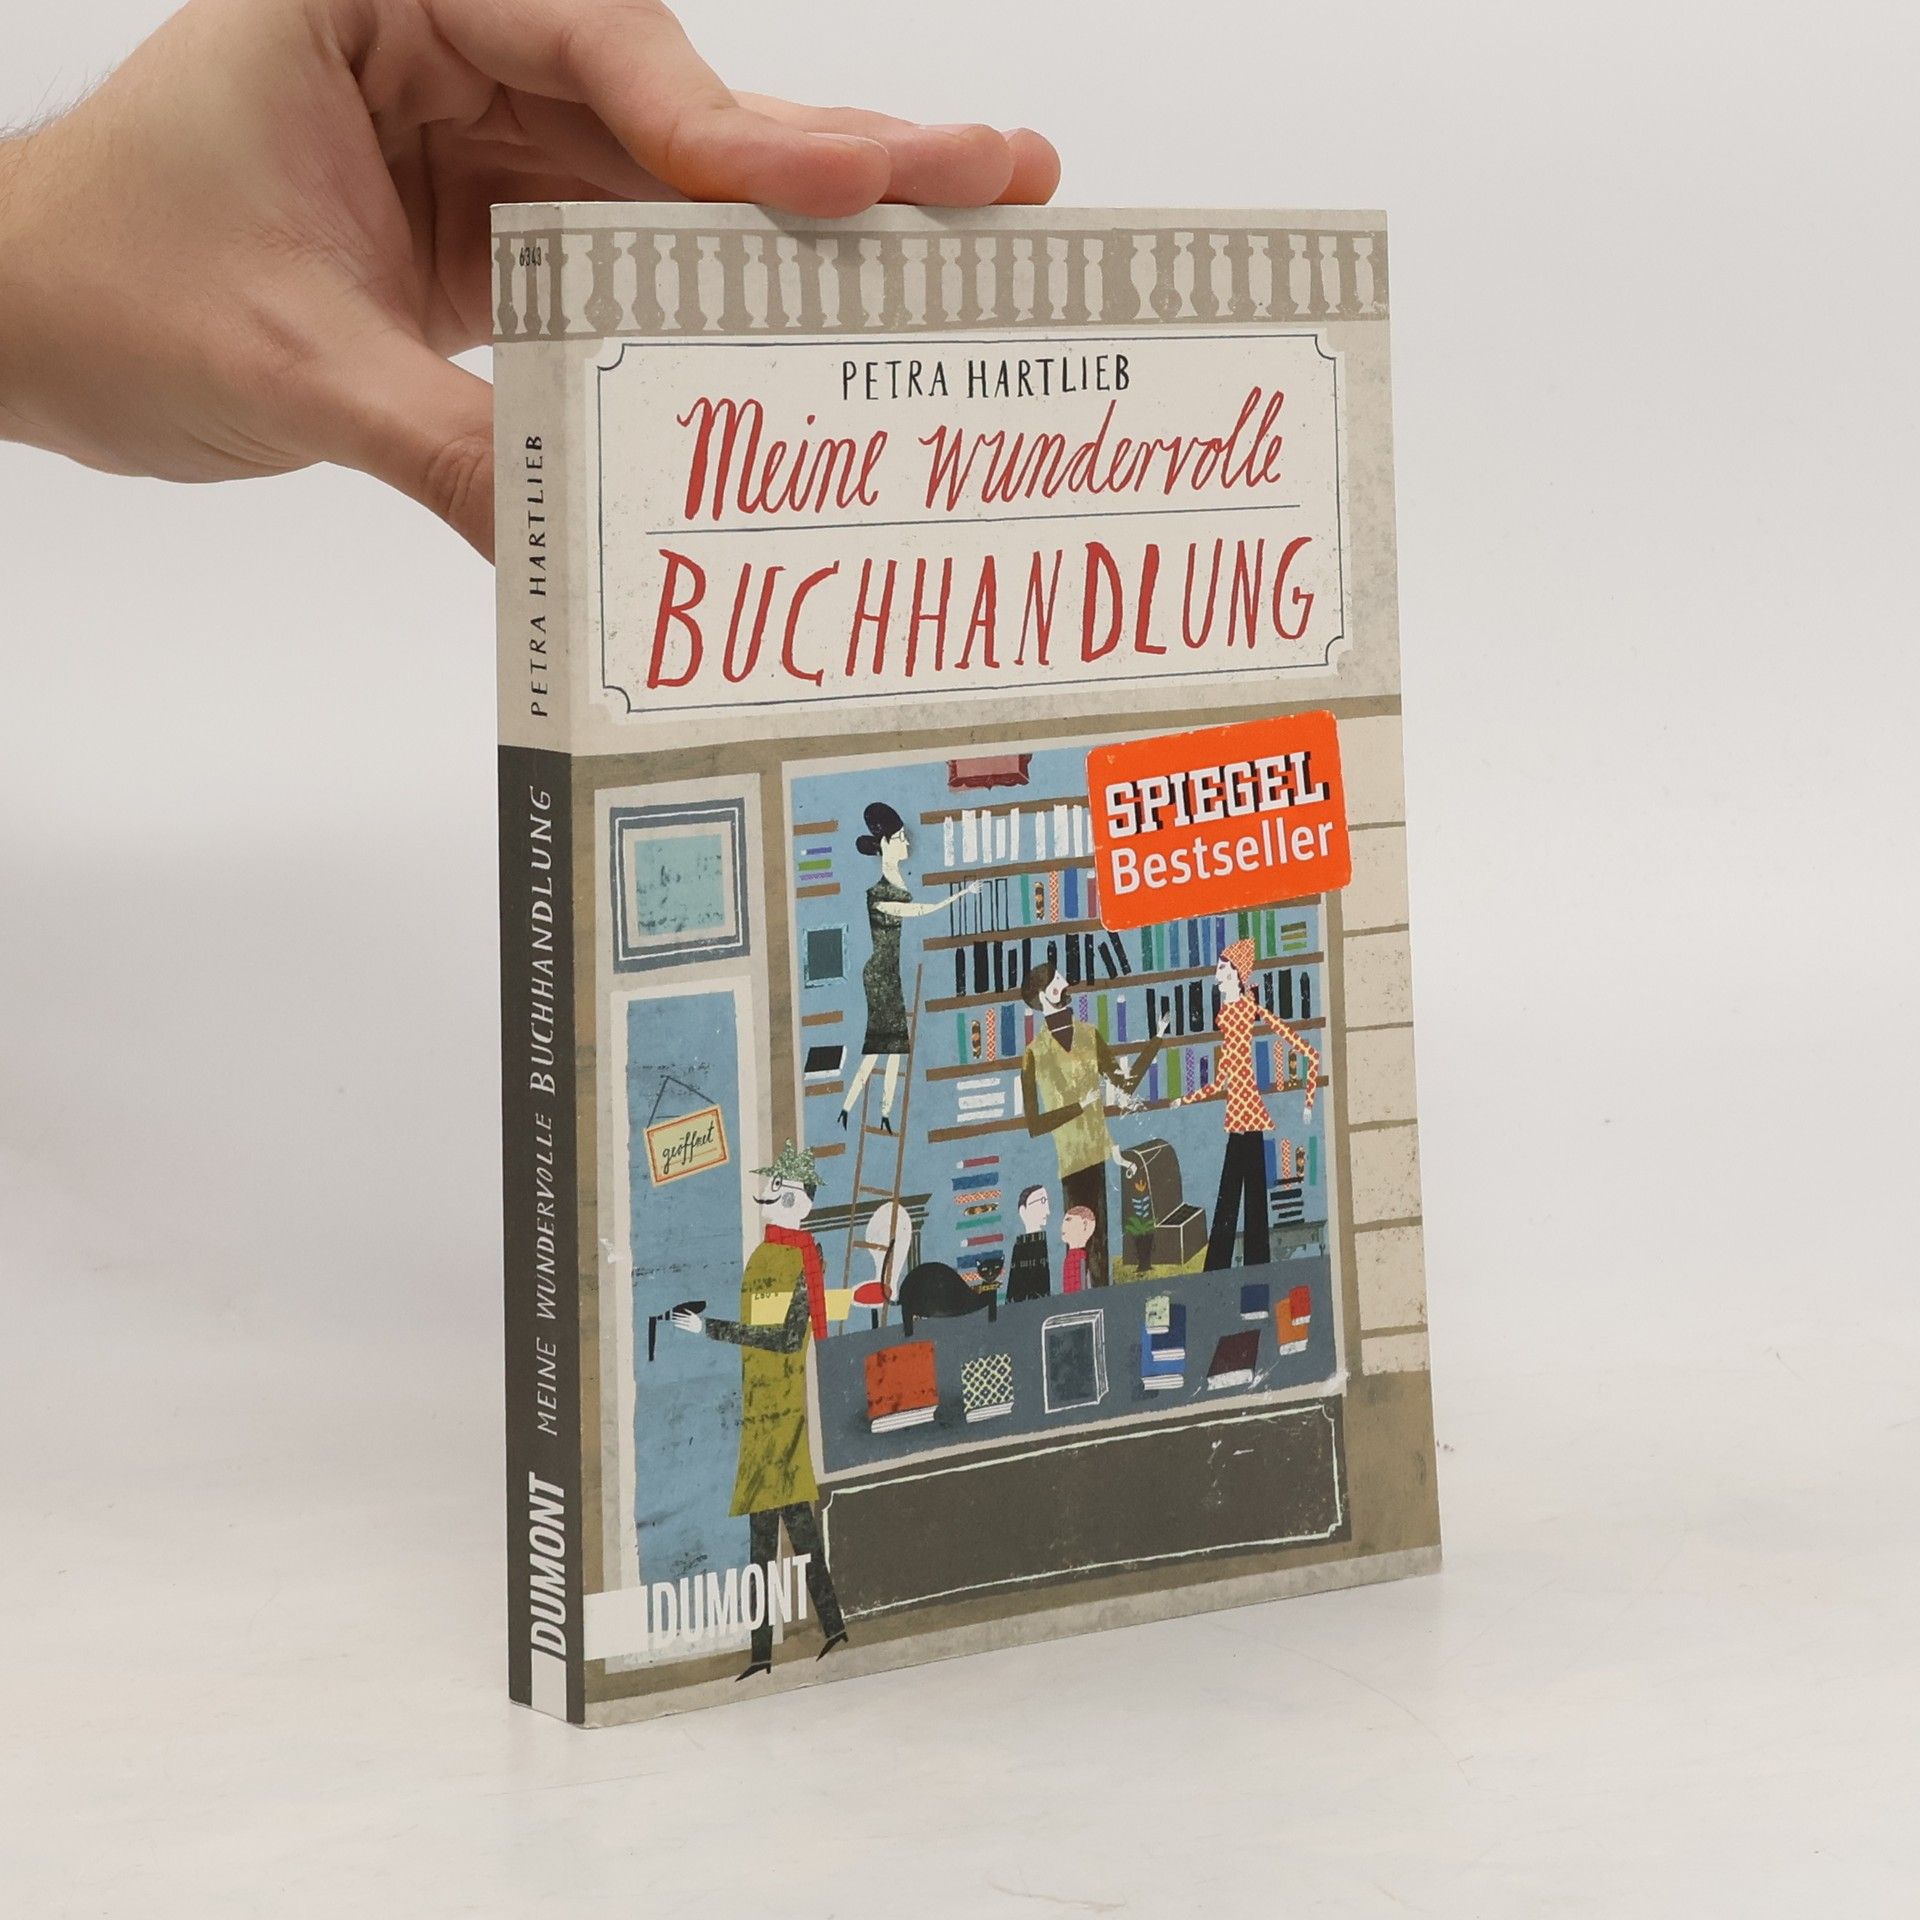 6343
PETRA HARTLIEB
MEINE WUNDERVOLLE BUCHHANDLUNG
DUMONT
PETRA HARTLIEB
Meine wundervolle
BUCHHANDLUNG
SPIEGEL
Bestseller
geöffnet
DUMONT